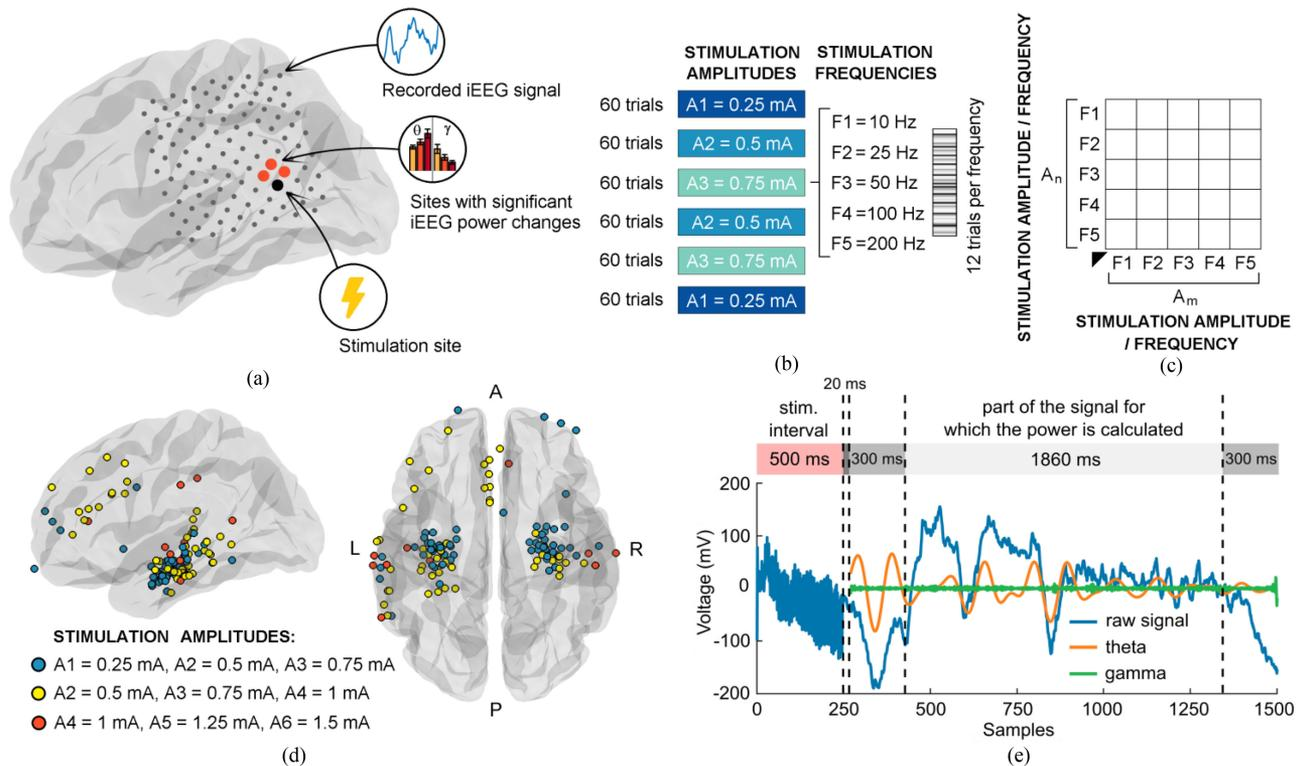 Recorded iEEG signal
θ γ
Sites with significant
iEEG power changes
Stimulation site
(a)
STIMULATION
AMPLITUDES
STIMULATION
FREQUENCIES
60 trials A1 = 0.25 mA
60 trials A2 = 0.5 mA
60 trials A3 = 0.75 mA
60 trials A2 = 0.5 mA
60 trials A3 = 0.75 mA
60 trials A1 = 0.25 mA
F1 = 10 Hz
F2 = 25 Hz
F3 = 50 Hz
F4 =100 Hz
F5 =200 Hz
12 trials per frequency
(b)
STIMULATION AMPLITUDE / FREQUENCY
An
F1
F2
F3
F4
F5
F1 F2 F3 F4 F5
Am
STIMULATION AMPLITUDE
/ FREQUENCY
(c)
A
L
R
P
STIMULATION AMPLITUDES:
A1 = 0.25 mA, A2 = 0.5 mA, A3 = 0.75 mA
A2 = 0.5 mA, A3 = 0.75 mA, A4 = 1 mA
A4 = 1 mA, A5 = 1.25 mA, A6 = 1.5 mA
(d)
20 ms
stim.
interval
part of the signal for
which the power is calculated
500 ms 300 ms 1860 ms 300 ms
Voltage (mV)
200
100
0
-100
-200
raw signal
theta
gamma
0 250 500 750 1000 1250 1500
Samples
(e)